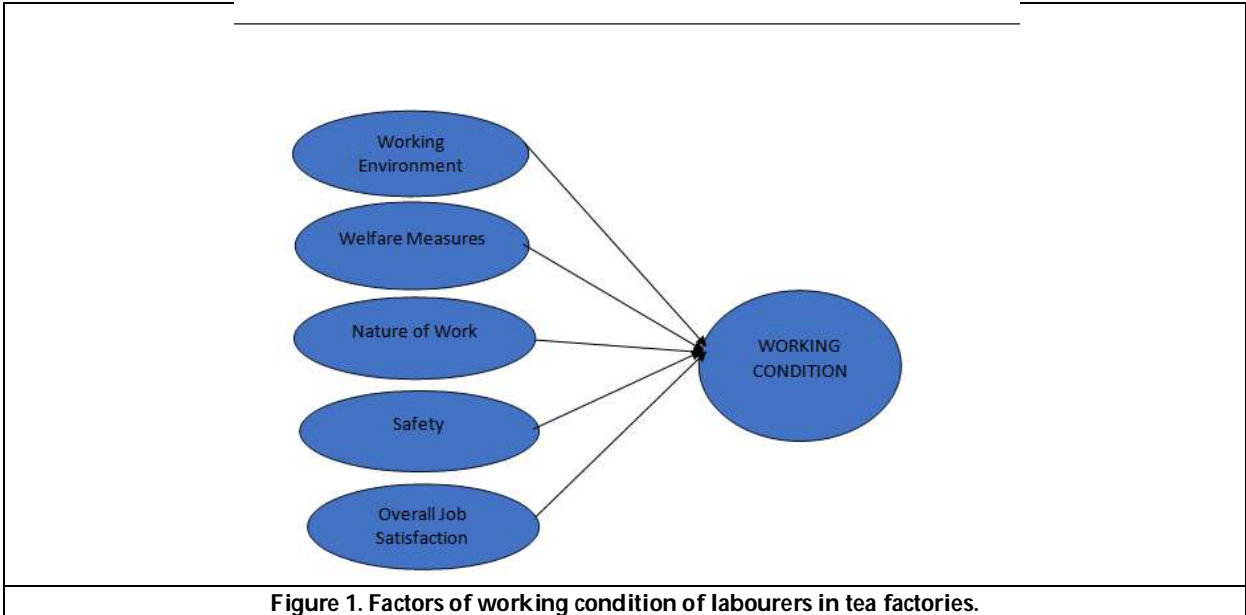 Working
Environment
Welfare Measures
Nature of Work
Safety
Overall Job
Satisfaction
WORKING
CONDITION
Figure 1. Factors of working condition of labourers in tea factories.